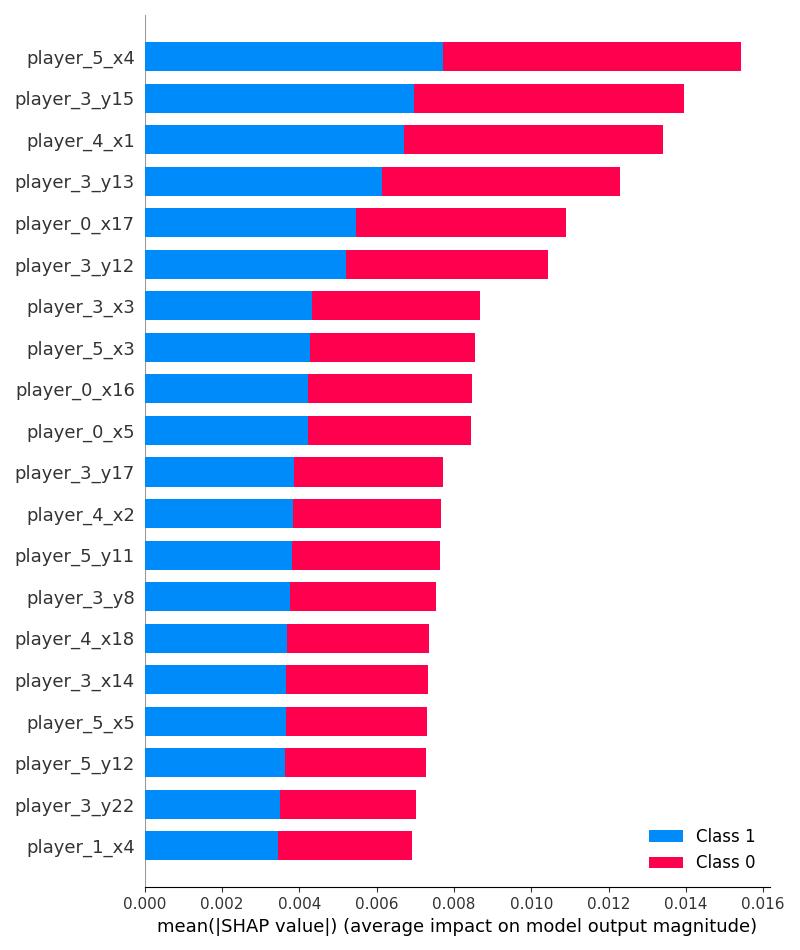 player_5_x4
player_3_y15
player_4_x1
player_3_y13
player_0_x17
player_3_y12
player_3_x3
player_5_x3
player_0_x16
player_0_x5
player_3_y17
player_4_x2
player_5_y11
player_3_y8
player_4_x18
player_3_x14
player_5_x5
player_5_y12
player_3_y22
player_1_x4
Class 1
Class 0
0.000 0.002 0.004 0.006 0.008 0.010 0.012 0.014 0.016
mean(|SHAP value|) (average impact on model output magnitude)